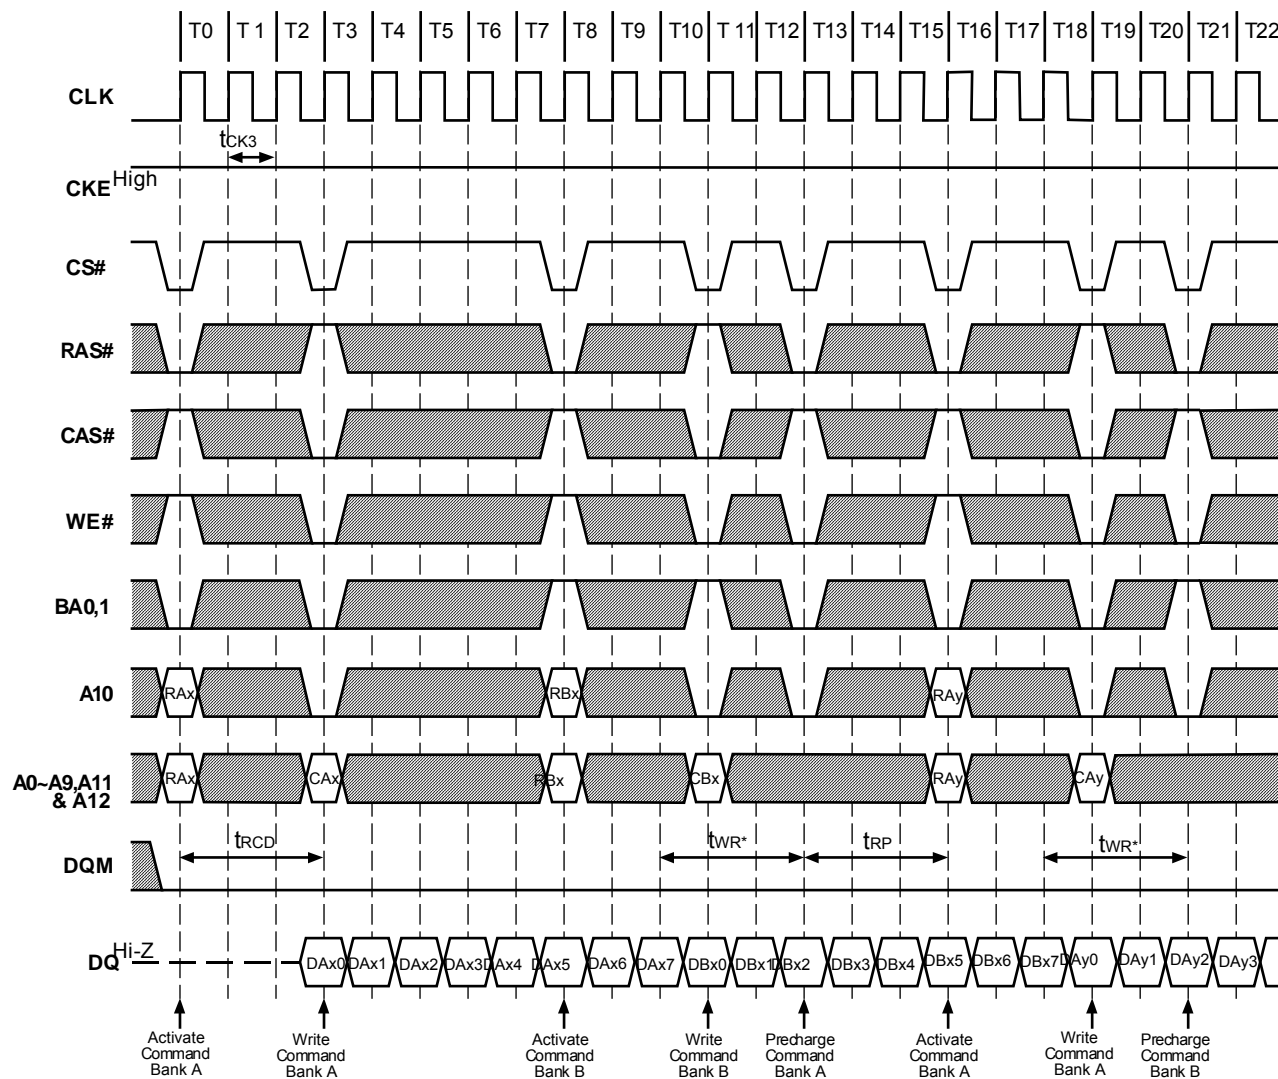 T0 T 1 T2 T3 T4 T5 T6 T7 T8 T9 T10 T 11 T12 T13 T14 T15 T16 T17 T18 T19 T20 T21 T22
CLK
tCK3
CKE High
CS#
RAS#
CAS#
WE#
BA0,1
A10 RAx RBx RAy
A0~A9,A11 & A12 RAx CAx RBx CBx RAy CAy
DQM tRCD tWR* tRP tWR*
DQ Hi-Z DAx0 DAx1 DAx2 DAx3 DAx4 DAx5 DAx6 DAx7 DBx0 DBx1 DBx2 DBx3 DBx4 DBx5 DBx6 DBx7 DAy0 DAy1 DAy2 DAy3
Activate Command Bank A
Write Command Bank A
Activate Command Bank B
Write Command Bank B
Precharge Command Bank A
Activate Command Bank A
Write Command Bank A
Precharge Command Bank B